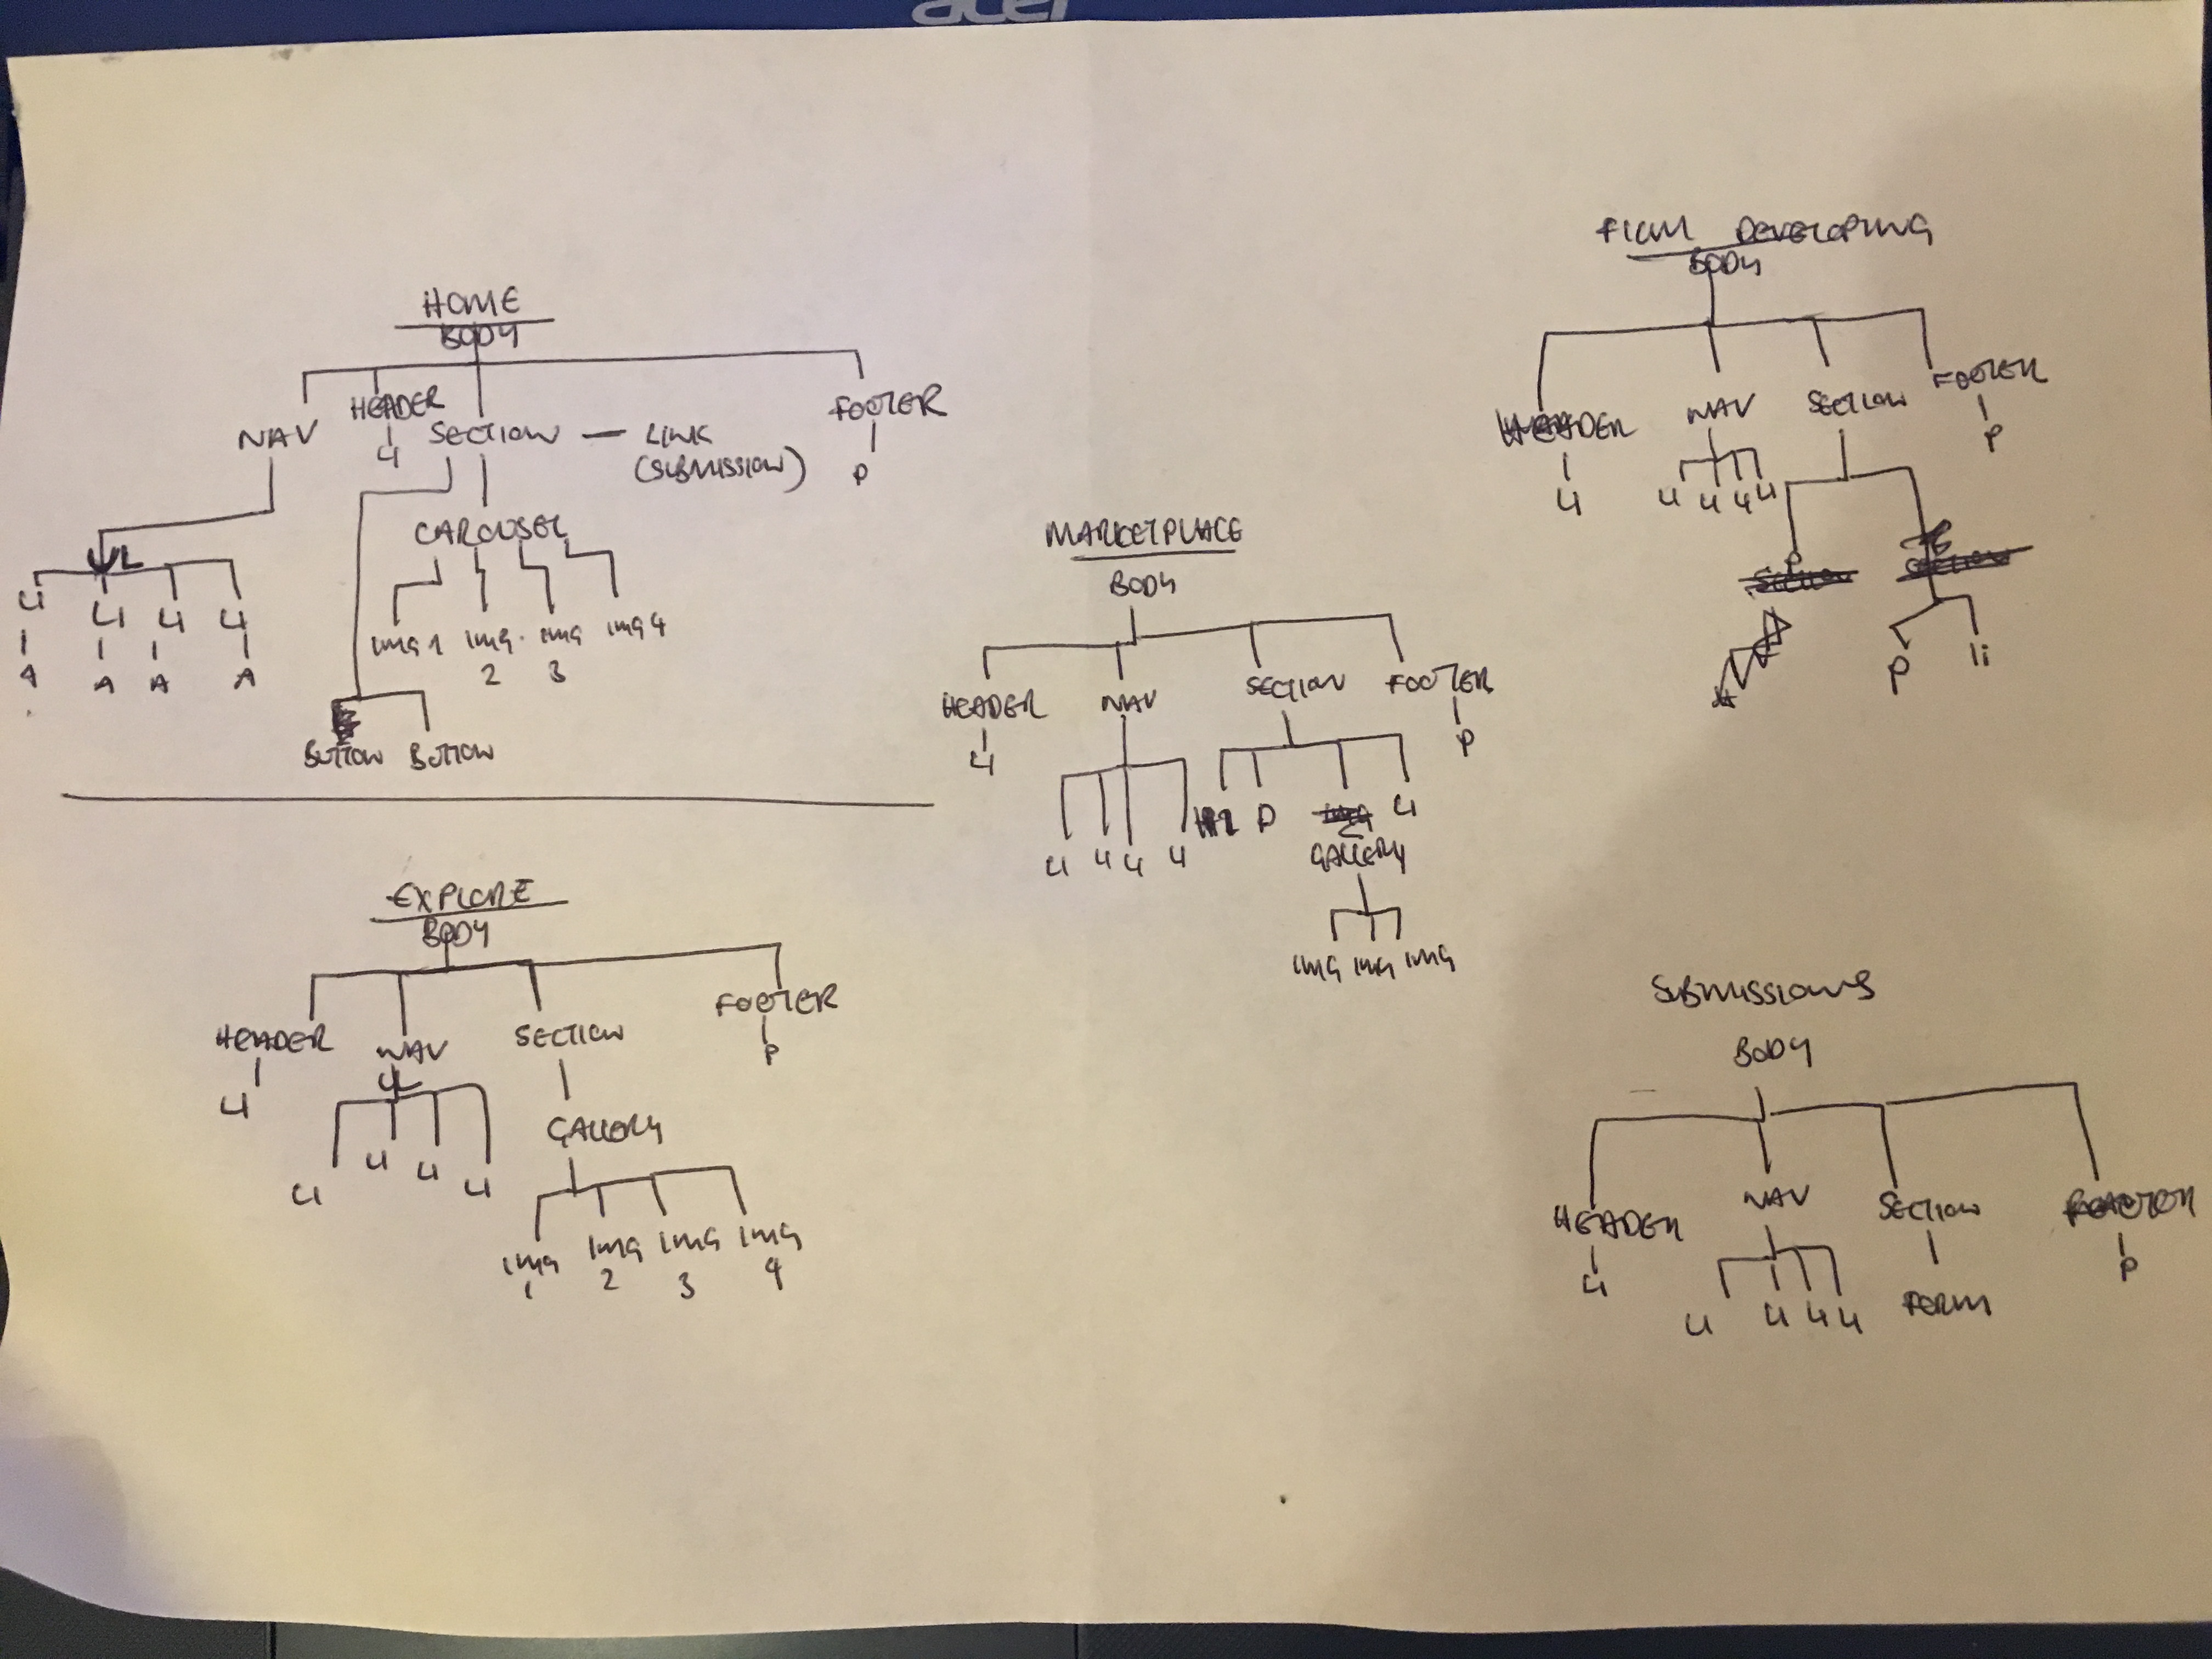 acer
HOME
BODY
NAV HEADER SECTION — LINK FOOTER
LI (SUBMISSION) P
UL CAROUSEL
LI LI LI LI
A A A A
IMG 1 IMG 2 IMG 3 IMG 4
BUTTON BUTTON
EXPLORE
BODY
HEADER NAV SECTION FOOTER
LI UL P
LI LI LI LI
GALLERY
IMG 1 IMG 2 IMG 3 IMG 4
MARKETPLACE
BODY
HEADER NAV SECTION FOOTER
LI P
LI LI LI LI
P LI
GALLERY
IMG IMG IMG
FILM DEVELOPING
BODY
HEADER NAV SECTION FOOTER
LI LI LI LI LI P
P li
SUBMISSIONS
BODY
HEADER NAV SECTION FOOTER
LI LI LI LI LI FORM P